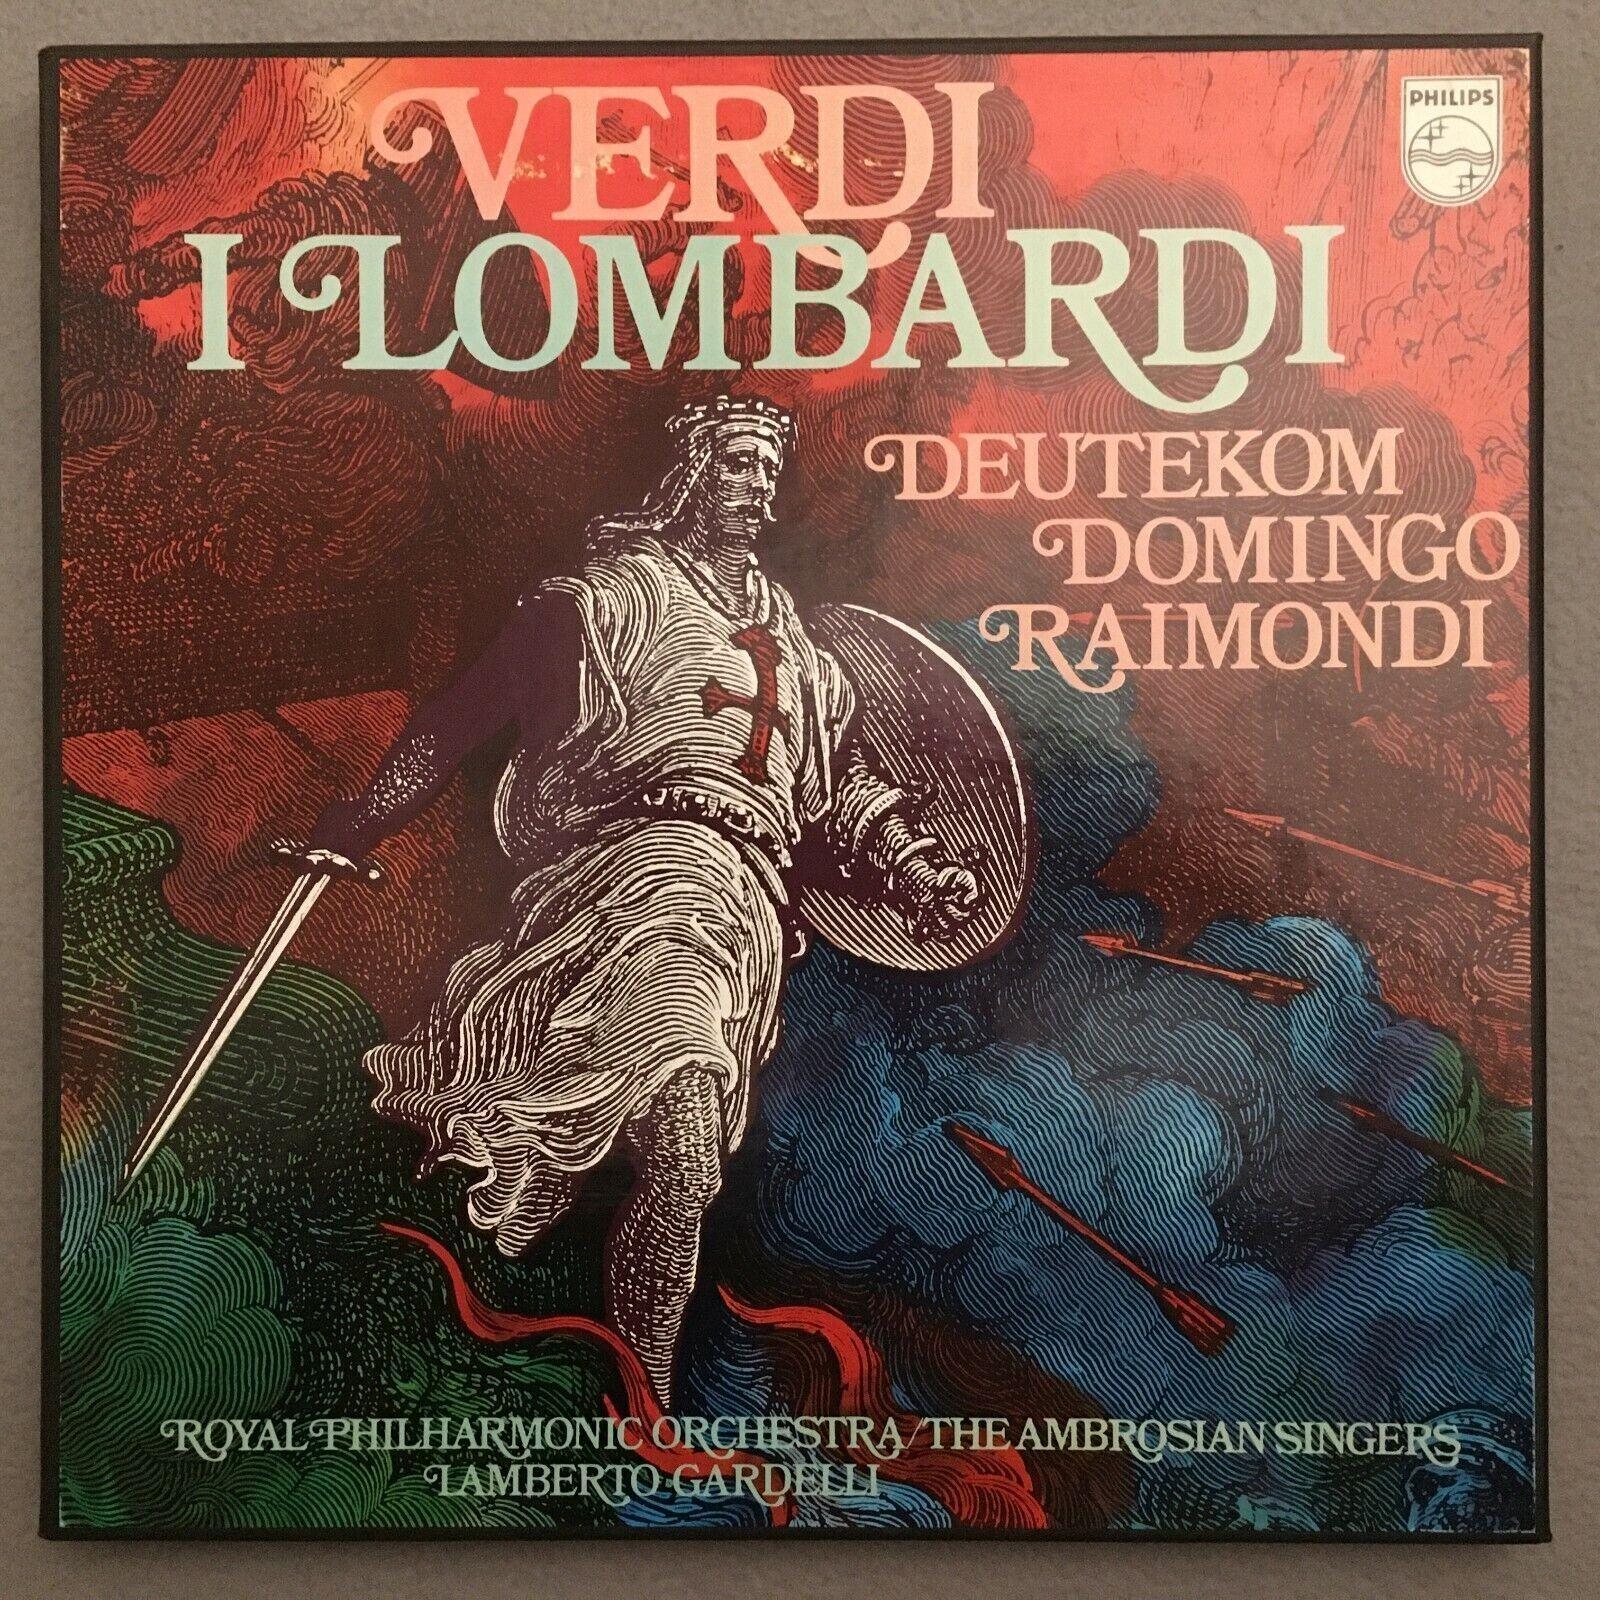 VERDI
PHILIPS
I LOMBARDI
DEUTEKOM
DOMINGO
RAIMONDI
ROYAL PHILHARMONIC ORCHESTRA/THE AMBROSIAN SINGERS
LAMBERTO GARDELLI